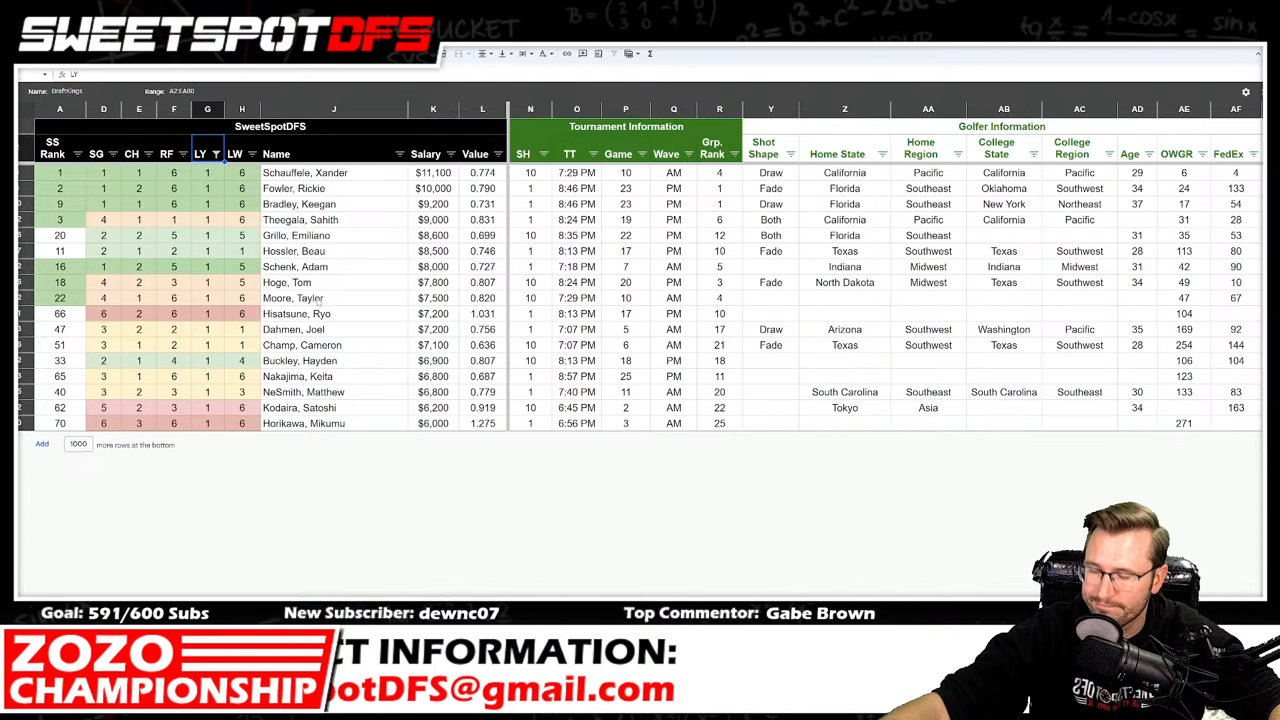 SWEETSPOTDFS
fx LY
Name: DraftKings Range: A2:EA80
A D E F G H J K L N O P Q R Y Z AA AB AC AD AE AF
SweetSpotDFS Tournament Information Golfer Information
SS Rank SG CH RF LY LW Name Salary Value SH TT Game Wave Grp. Rank Shot Shape Home State Home Region College State College Region Age OWGR FedEx
1 1 1 6 1 6 Schauffele, Xander $11,100 0.774 10 7:29 PM 10 AM 4 Draw California Pacific California Pacific 29 6 4
2 1 2 6 1 6 Fowler, Rickie $10,000 0.790 1 8:46 PM 23 PM 1 Fade Florida Southeast Oklahoma Southwest 34 24 133
9 1 1 6 1 6 Bradley, Keegan $9,200 0.731 1 8:46 PM 23 PM 1 Draw Florida Southeast New York Northeast 37 17 54
3 4 1 1 1 6 Theegala, Sahith $9,000 0.831 1 8:24 PM 19 PM 6 Both California Pacific California Pacific 31 28
20 2 2 5 1 5 Grillo, Emiliano $8,600 0.699 1 8:35 PM 22 PM 12 Both Florida Southeast 31 35 53
11 2 1 2 1 2 Hossler, Beau $8,500 0.746 1 8:13 PM 17 PM 10 Fade Texas Southwest Texas Southwest 28 113 80
16 1 2 5 1 5 Schenk, Adam $8,000 0.727 1 7:18 PM 7 AM 5 Indiana Midwest Indiana Midwest 31 42 90
18 4 2 3 1 5 Hoge, Tom $7,800 0.807 10 8:24 PM 20 PM 3 Fade North Dakota Midwest Texas Southwest 34 49 10
22 4 1 6 1 6 Moore, Taylor $7,500 0.820 10 7:29 PM 10 AM 4 47 67
66 6 2 6 1 6 Hisatsune, Ryo $7,200 1.031 1 8:13 PM 17 PM 10 104
47 3 2 2 1 1 Dahmen, Joel $7,200 0.756 1 7:07 PM 5 AM 17 Draw Arizona Southwest Washington Pacific 35 169 92
51 3 1 2 1 2 Champ, Cameron $7,100 0.636 10 7:07 PM 6 AM 21 Fade Texas Southwest Texas Southwest 28 254 144
33 2 1 4 1 4 Buckley, Hayden $6,900 0.807 10 8:13 PM 18 PM 18 106 104
65 3 1 6 1 6 Nakajima, Keita $6,800 0.687 1 8:57 PM 25 PM 11 123
40 3 2 3 1 3 NeSmith, Matthew $6,800 0.779 1 7:40 PM 11 AM 20 South Carolina Southeast South Carolina Southeast 30 133 83
62 5 2 3 1 6 Kodaira, Satoshi $6,200 0.919 10 6:45 PM 2 AM 22 Tokyo Asia 34 163
70 6 3 6 1 6 Horikawa, Mikumu $6,000 1.275 1 6:56 PM 3 AM 25 271
Add 1000 more rows at the bottom
Goal: 591/600 Subs New Subscriber: dewnc07 Top Commentor: Gabe Brown
ZOZO CHAMPIONSHIP
CT INFORMATION:
potDFS@gmail.com